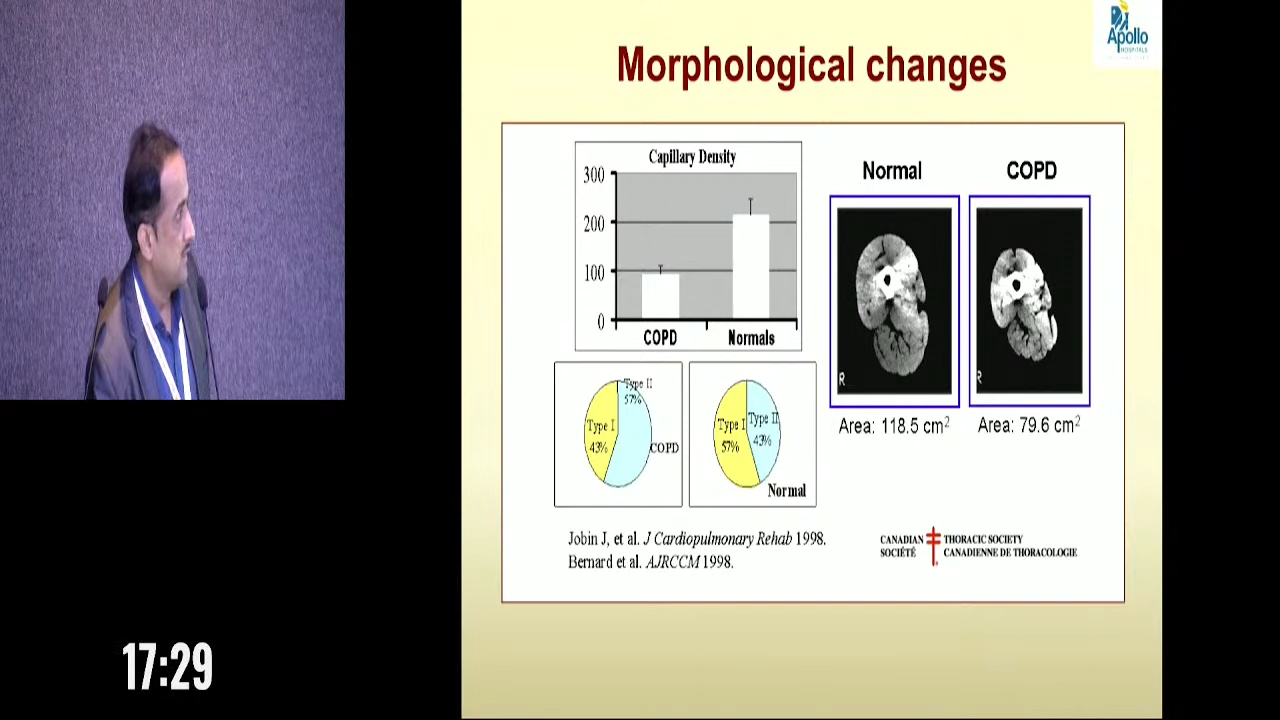 Apollo
HOSPITALS
Morphological changes
Capillary Density
300
200
100
0
COPD
Normals
Type II
57%
Type I
43%
COPD
Type I
57%
Type II
43%
Normal
Normal
COPD
R
R
Area: 118.5 cm²
Area: 79.6 cm²
Jobin J, et al. J Cardiopulmonary Rehab 1998.
Bernard et al. AJRCCM 1998.
CANADIAN THORACIC SOCIETY
SOCIÉTÉ CANADIENNE DE THORACOLOGIE
17:29